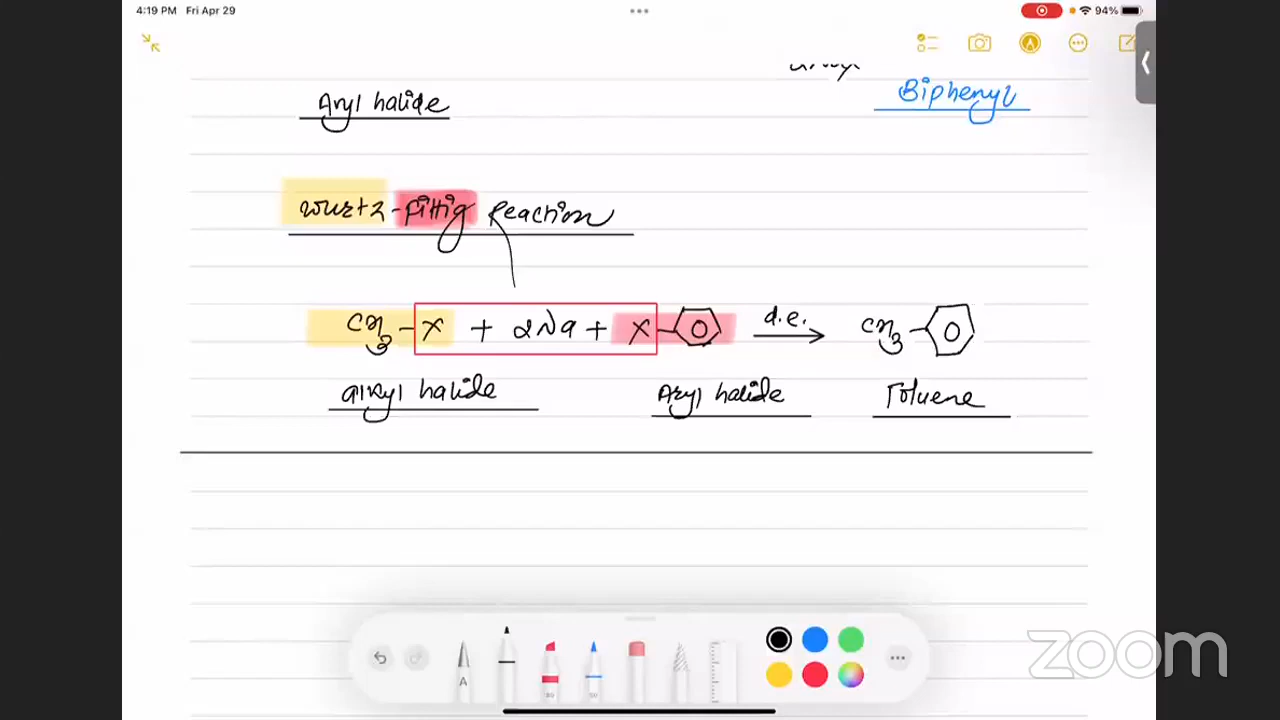 4:19 PM Fri Apr 29
94%
Biphenyl
Aryl halide
Wurtz-Fittig Reaction
CH3-X + 2Na + X- d.e. CH3-
alkyl halide Aryl halide Toluene
A
zoom